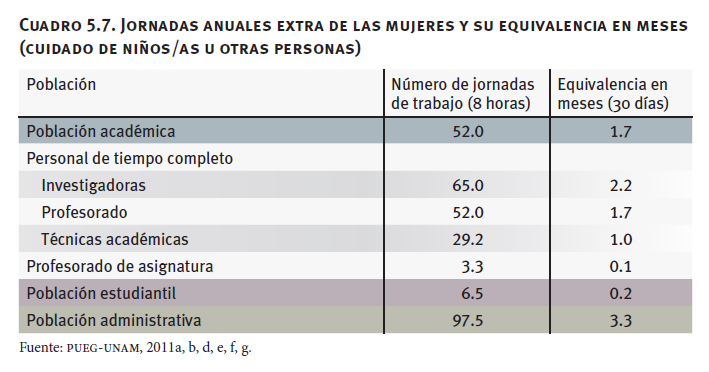 CUADRO 5.7. JORNADAS ANUALES EXTRA DE LAS MUJERES Y SU EQUIVALENCIA EN MESES
(CUIDADO DE NIÑOS/AS U OTRAS PERSONAS)
Población Número de jornadas de trabajo (8 horas) Equivalencia en meses (30 días)
Población académica 52.0 1.7
Personal de tiempo completo
Investigadoras 65.0 2.2
Profesorado 52.0 1.7
Técnicas académicas 29.2 1.0
Profesorado de asignatura 3.3 0.1
Población estudiantil 6.5 0.2
Población administrativa 97.5 3.3
Fuente: PUEG-UNAM, 2011a, b, d, e, f, g.